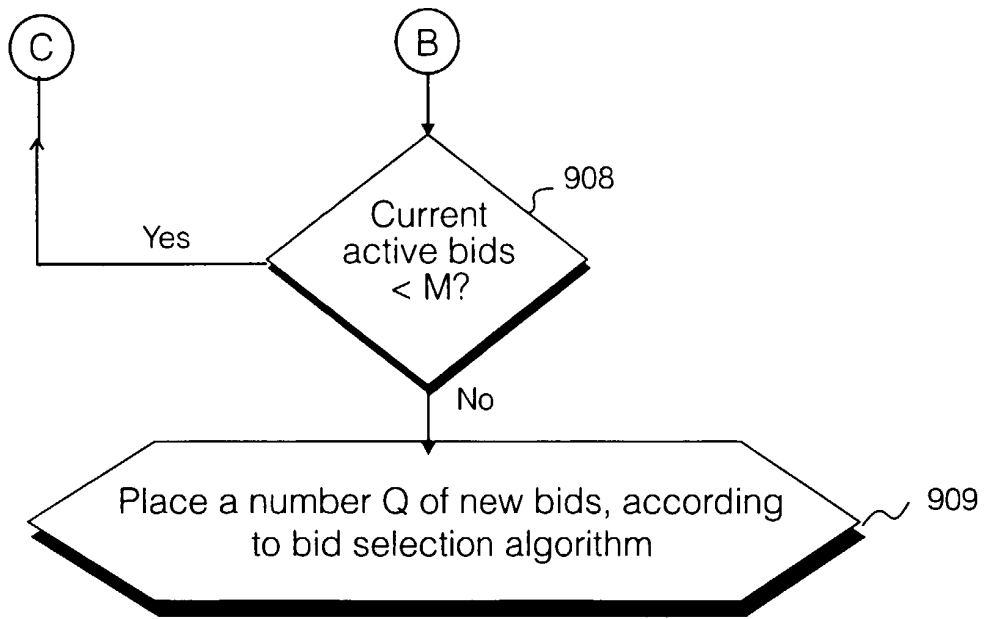 C
B
908
Current
active bids
< M?
Yes
No
Place a number Q of new bids, according
to bid selection algorithm
909